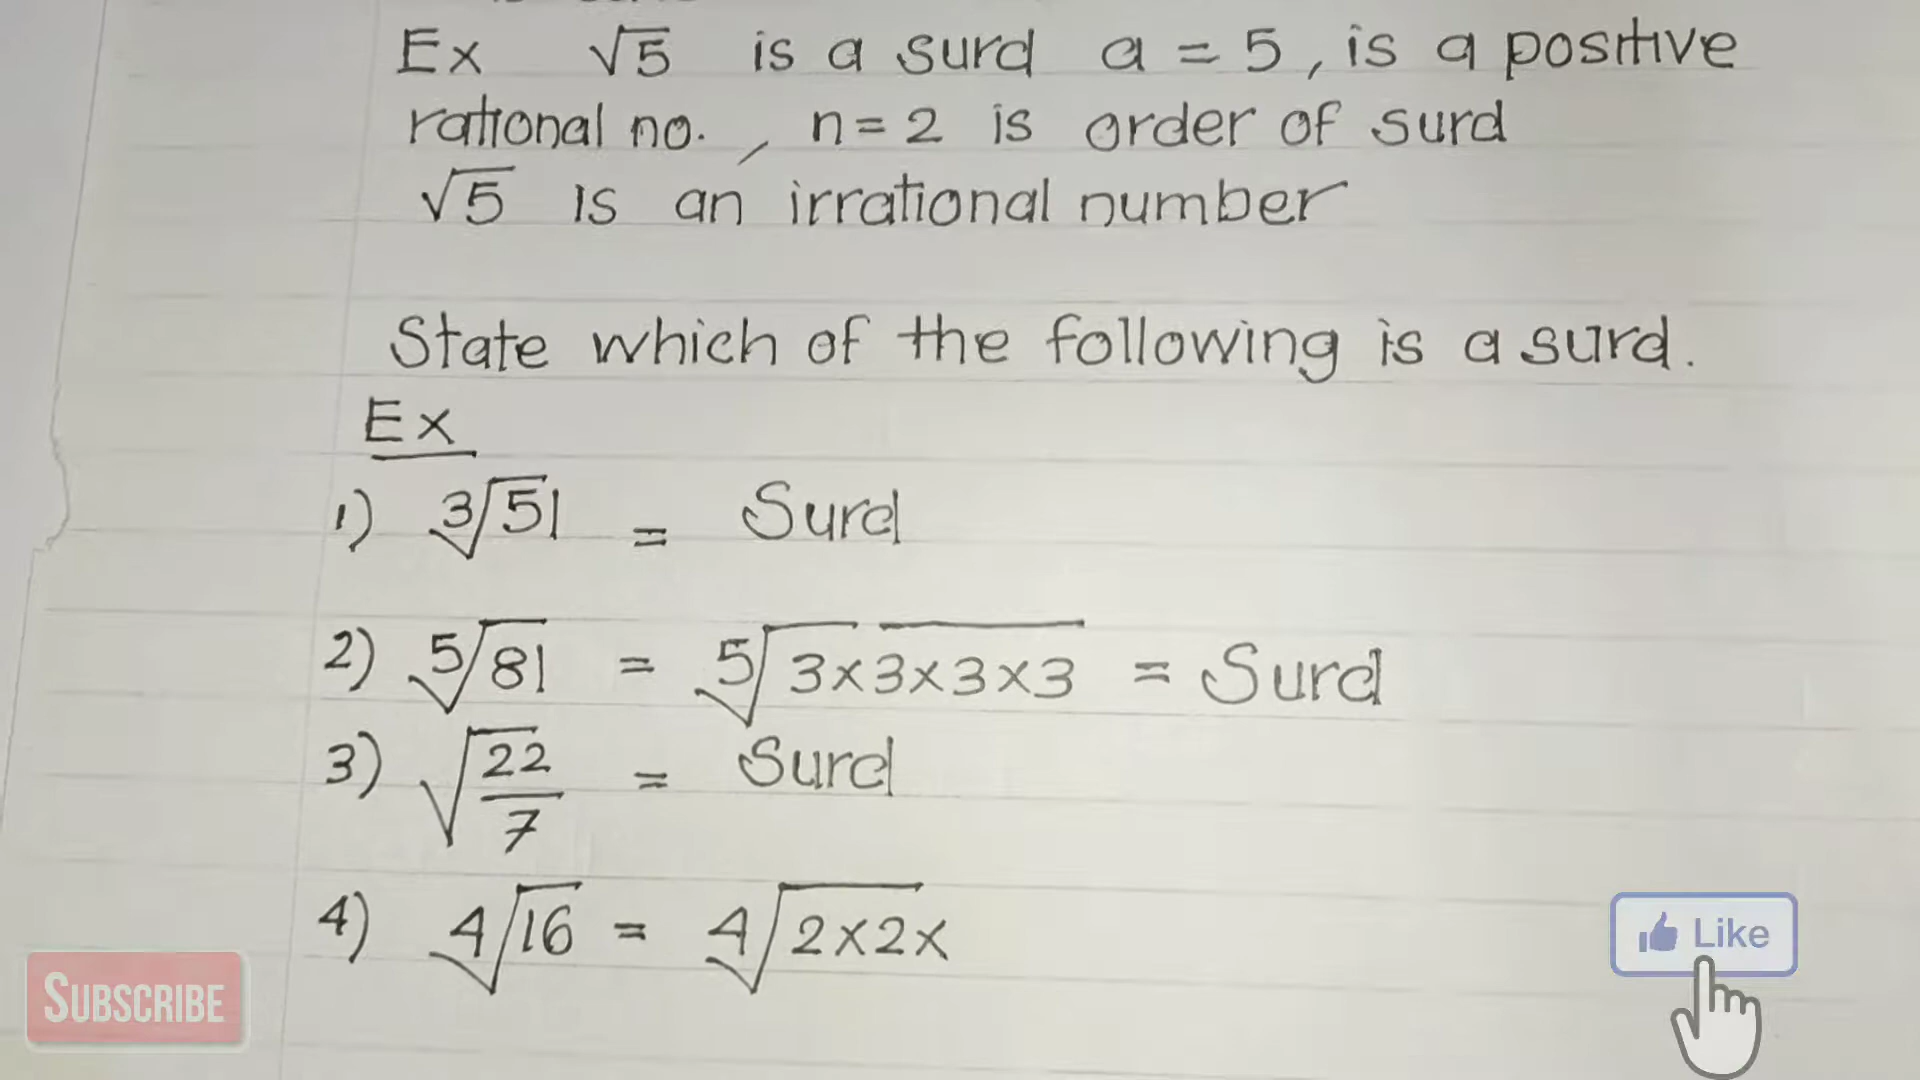 Ex √5 is a surd a = 5, is a positive
rational no. , n = 2 is order of surd
√5 is an irrational number
State which of the following is a surd.
Ex
1) ∛51 = Surd
2) ⁵√81 = ⁵√3×3×3×3 = Surd
3) √22/7 = Surd
4) ⁴√16 = ⁴√2×2×
SUBSCRIBE
Like